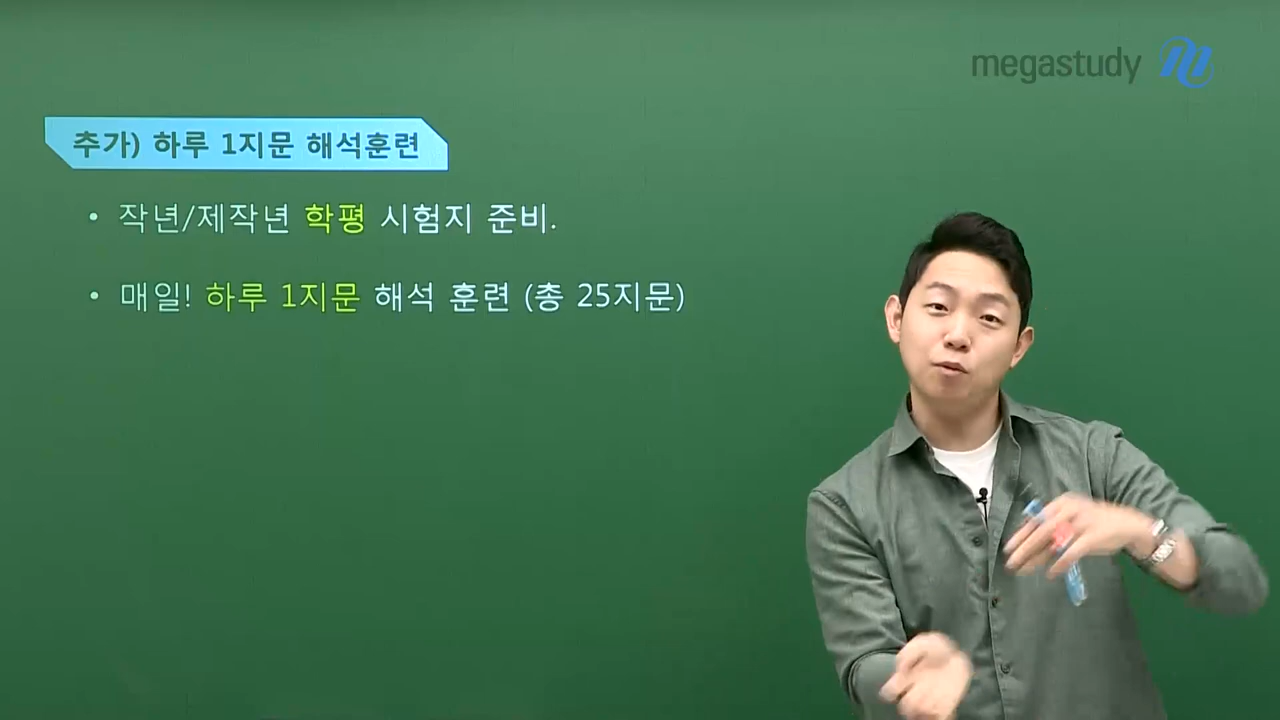 megastudy
추가) 하루 1지문 해석훈련
• 작년/제작년 학평 시험지 준비.
• 매일! 하루 1지문 해석 훈련 (총 25지문)